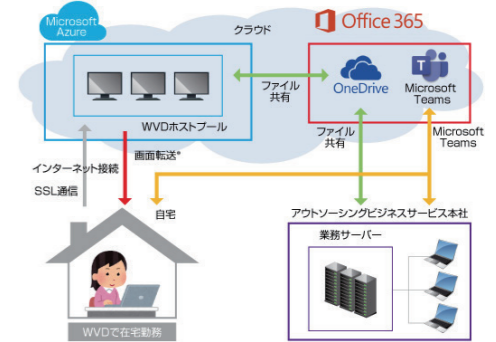 Microsoft
Azure
クラウド
Office 365
ファイル
共有
OneDrive
Microsoft
Teams
WVDホストプール
画面転送*
インターネット接続
SSL通信
ファイル
共有
Microsoft
Teams
自宅
アウトソーシングビジネスサービス本社
業務サーバー
WVDで在宅勤務